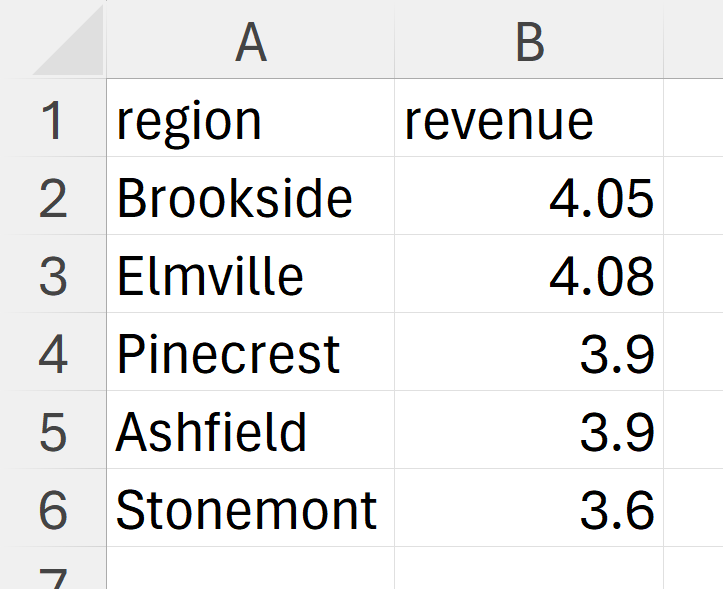 A B
1 region revenue
2 Brookside 4.05
3 Elmville 4.08
4 Pinecrest 3.9
5 Ashfield 3.9
6 Stonemont 3.6
7